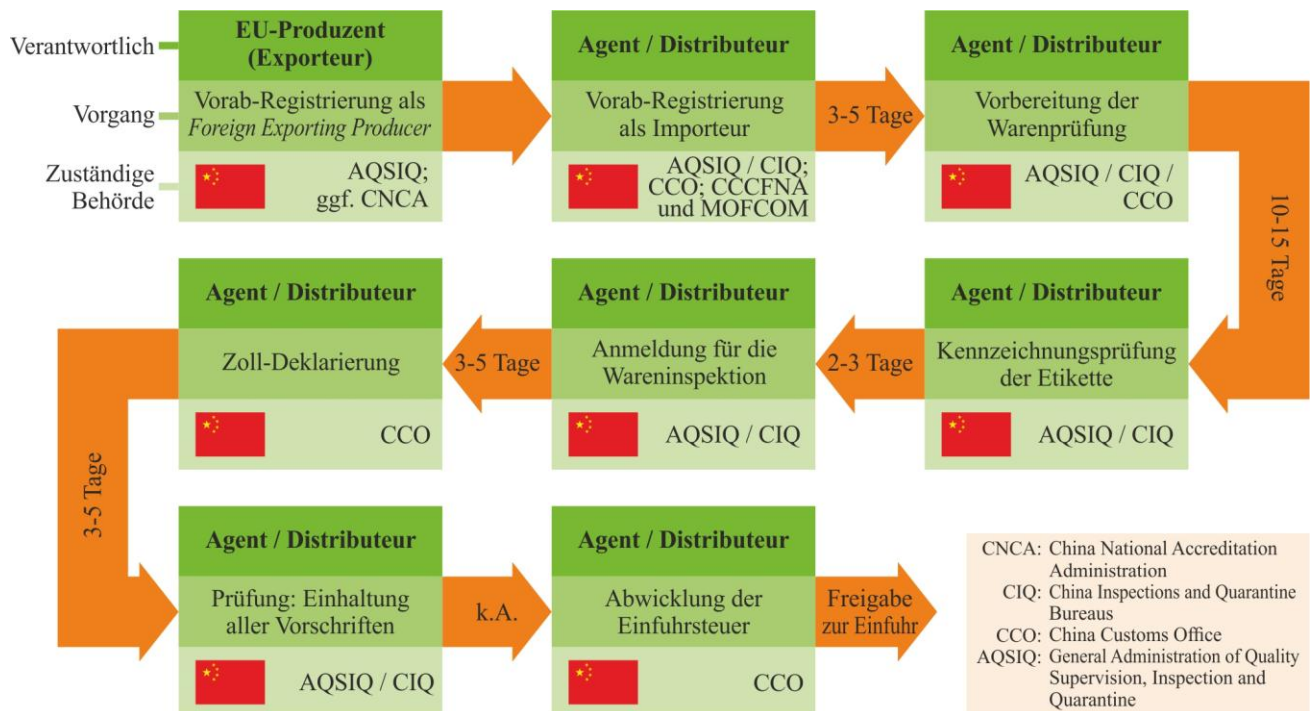 Verantwortlich
EU-Produzent
(Exporteur)
Agent / Distributeur
Agent / Distributeur
Vorgang
Vorab-Registrierung als
Foreign Exporting Producer
Vorab-Registrierung
als Importeur
3-5 Tage
Vorbereitung der
Warenprüfung
Zuständige
Behörde
AQSIQ;
ggf. CNCA
AQSIQ / CIQ;
CCO; CCCFNA
und MOFCOM
AQSIQ / CIQ /
CCO
10-15 Tage
Agent / Distributeur
Kennzeichnungsprüfung
der Etikette
AQSIQ / CIQ
2-3 Tage
Agent / Distributeur
Anmeldung für die
Wareninspektion
AQSIQ / CIQ
3-5 Tage
Agent / Distributeur
Zoll-Deklarierung
CCO
3-5 Tage
Agent / Distributeur
Prüfung: Einhaltung
aller Vorschriften
AQSIQ / CIQ
k.A.
Agent / Distributeur
Abwicklung der
Einfuhrsteuer
CCO
Freigabe
zur Einfuhr
CNCA: China National Accreditation
Administration
CIQ: China Inspections and Quarantine
Bureaus
CCO: China Customs Office
AQSIQ: General Administration of Quality
Supervision, Inspection and
Quarantine